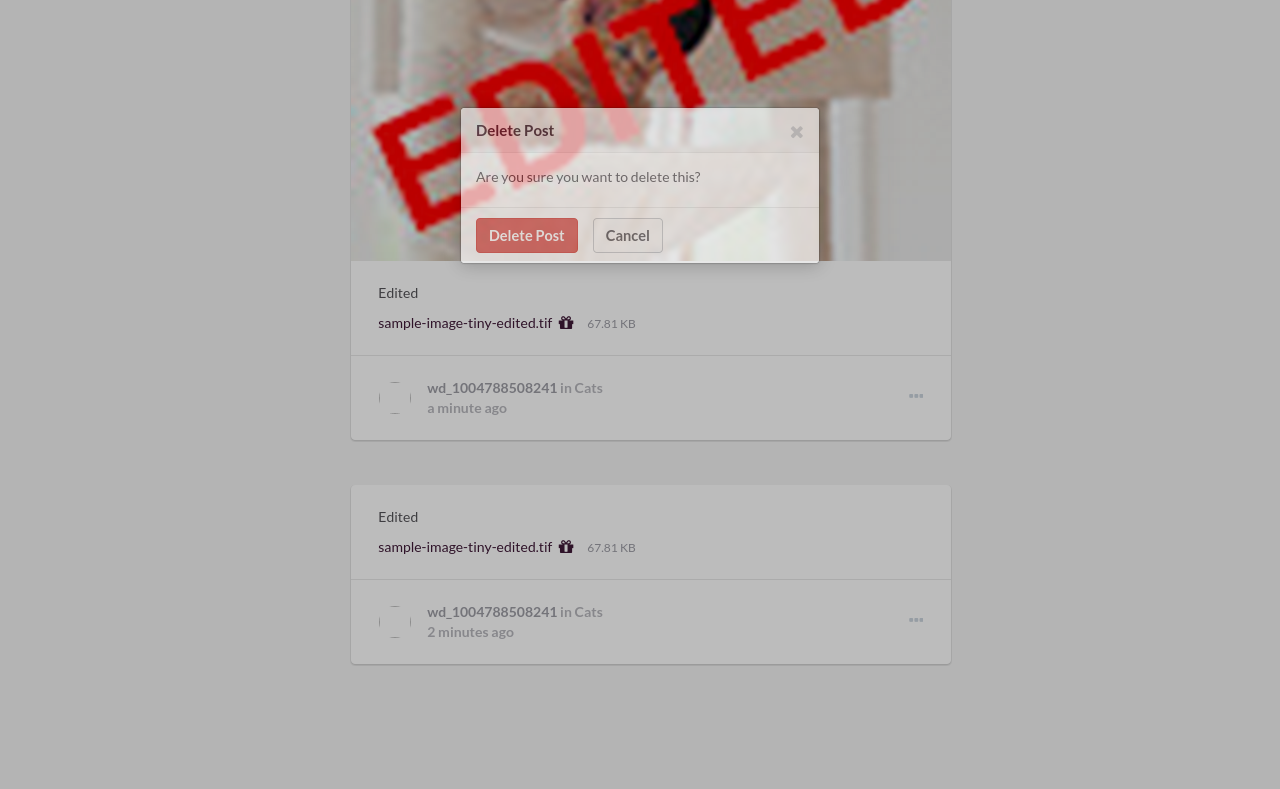 EDITED
Delete Post
Are you sure you want to delete this?
Delete Post
Cancel
Edited
sample-image-tiny-edited.tif 67.81 KB
wd_1004788508241 in Cats
a minute ago
Edited
sample-image-tiny-edited.tif 67.81 KB
wd_1004788508241 in Cats
2 minutes ago